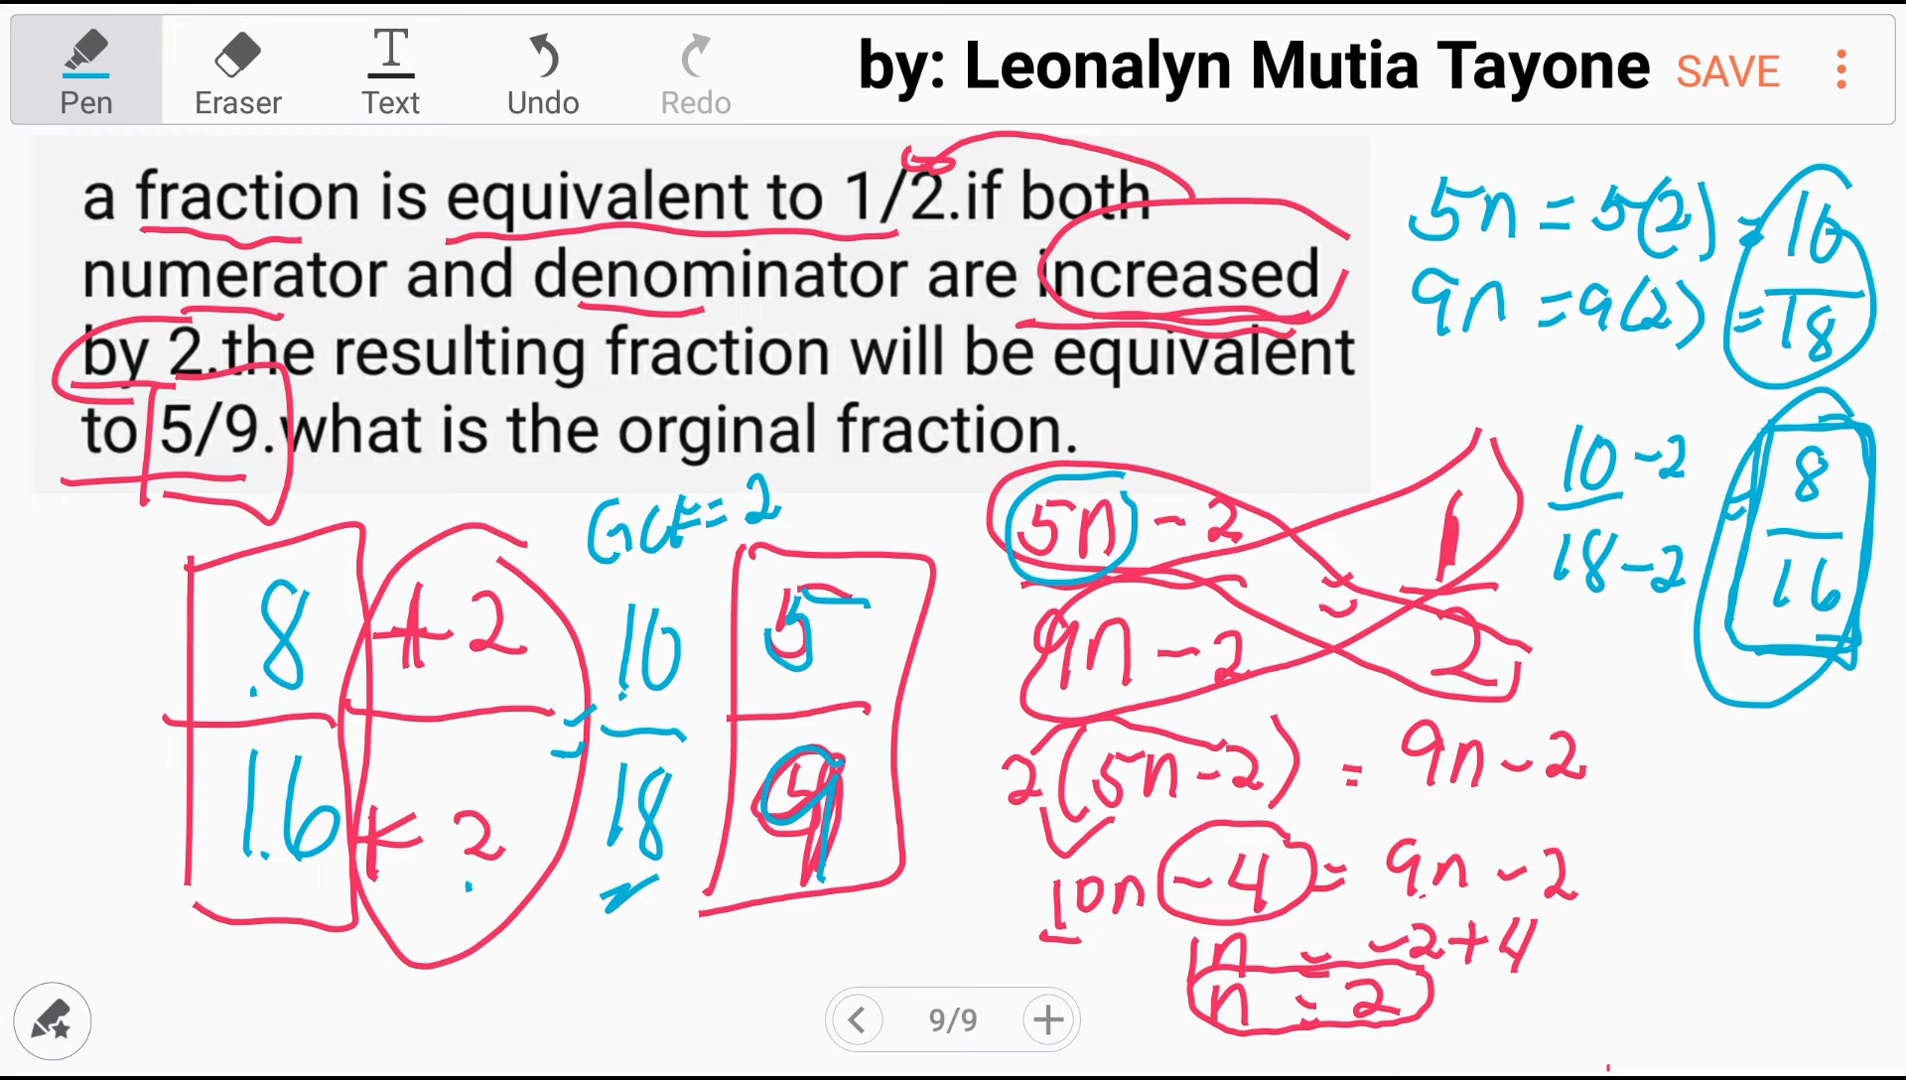 Pen
Eraser
Text
Undo
Redo
by: Leonalyn Mutia Tayone
SAVE
a fraction is equivalent to 1/2.if both
numerator and denominator are increased
by 2.the resulting fraction will be equivalent
to 5/9.what is the orginal fraction.
5n = 5(2) = 10
9n = 9(2) = 18
10 - 2
18 - 2
=
8
16
GCF = 2
8 + 2
16 + 2
=
10
18
5
9
5n - 2
9n - 2
=
1
2
2(5n - 2) = 9n - 2
10n - 4 = 9n - 2
1n = -2 + 4
n = 2
9/9